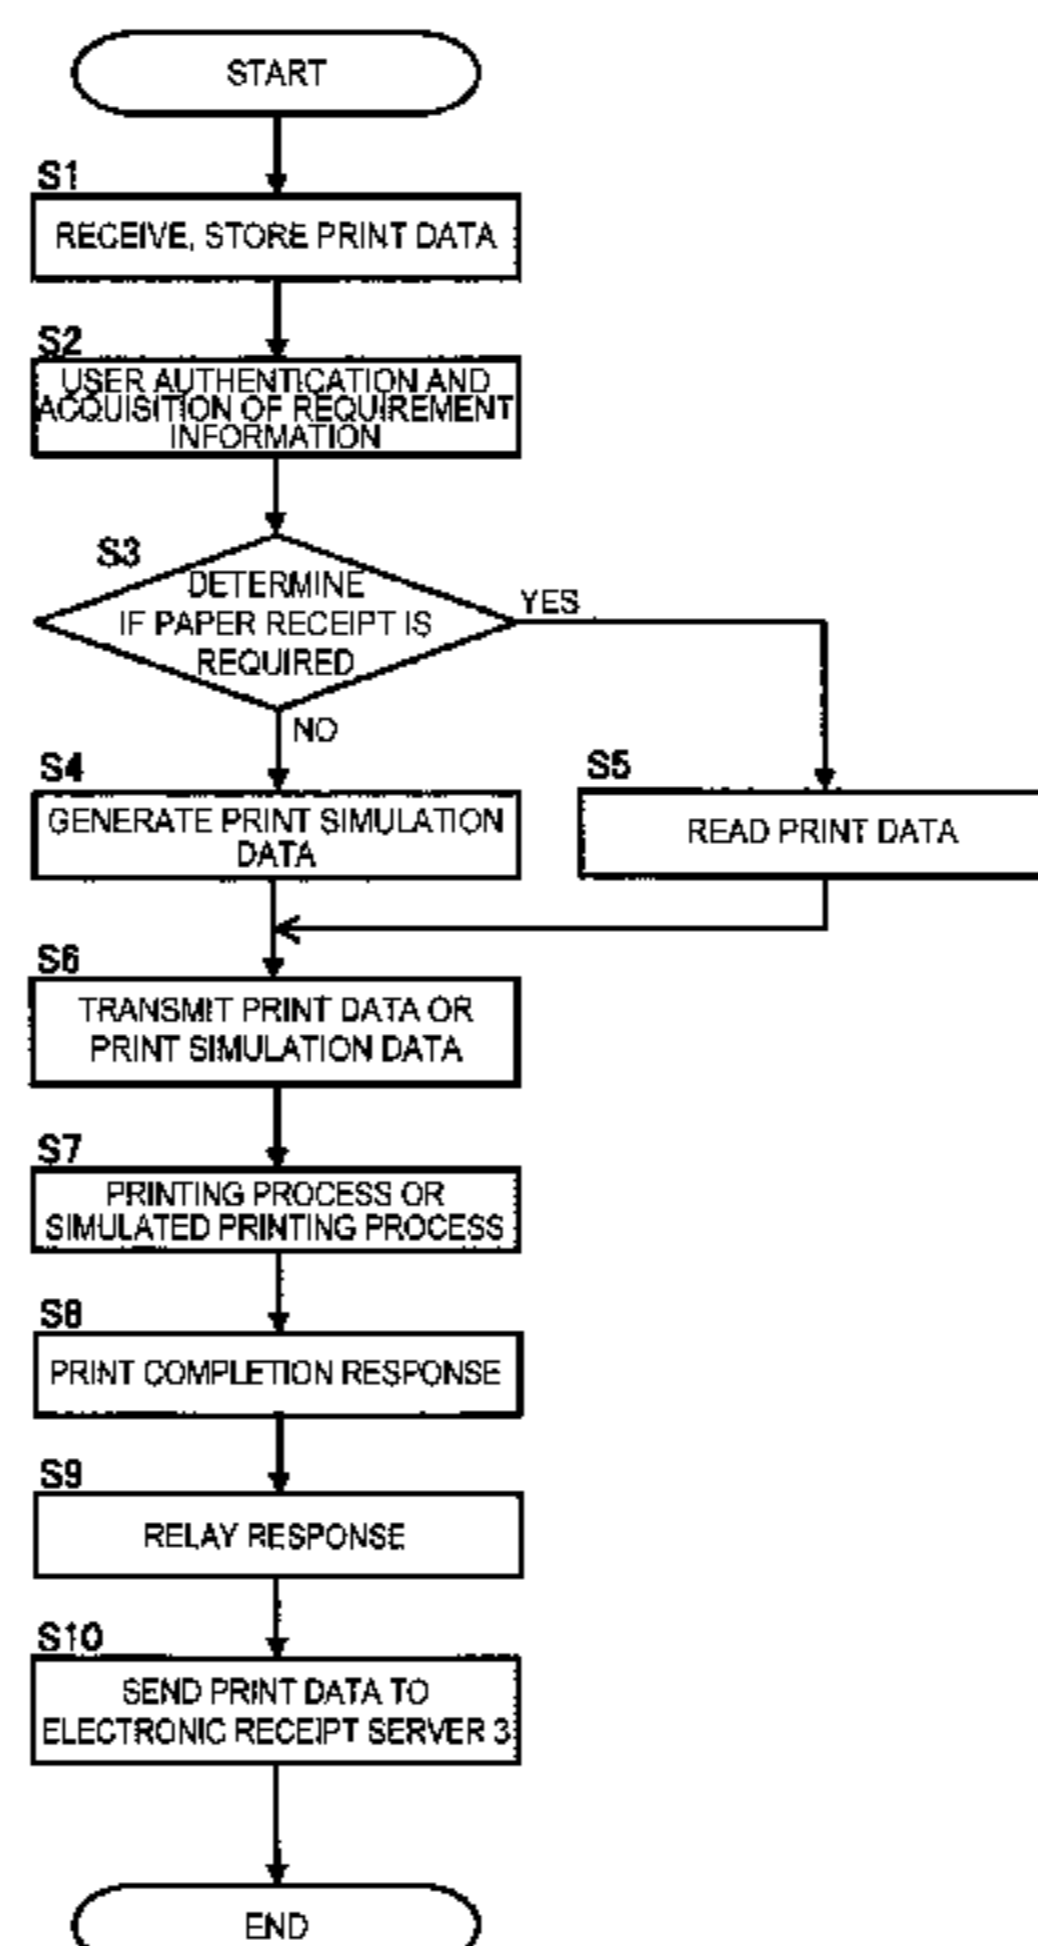 START
S1
RECEIVE, STORE PRINT DATA
S2
USER AUTHENTICATION AND
ACQUISITION OF REQUIREMENT
INFORMATION
S3
DETERMINE
IF PAPER RECEIPT IS
REQUIRED
YES
NO
S4
GENERATE PRINT SIMULATION
DATA
S5
READ PRINT DATA
S6
TRANSMIT PRINT DATA OR
PRINT SIMULATION DATA
S7
PRINTING PROCESS OR
SIMULATED PRINTING PROCESS
S8
PRINT COMPLETION RESPONSE
S9
RELAY RESPONSE
S10
SEND PRINT DATA TO
ELECTRONIC RECEIPT SERVER 3
END